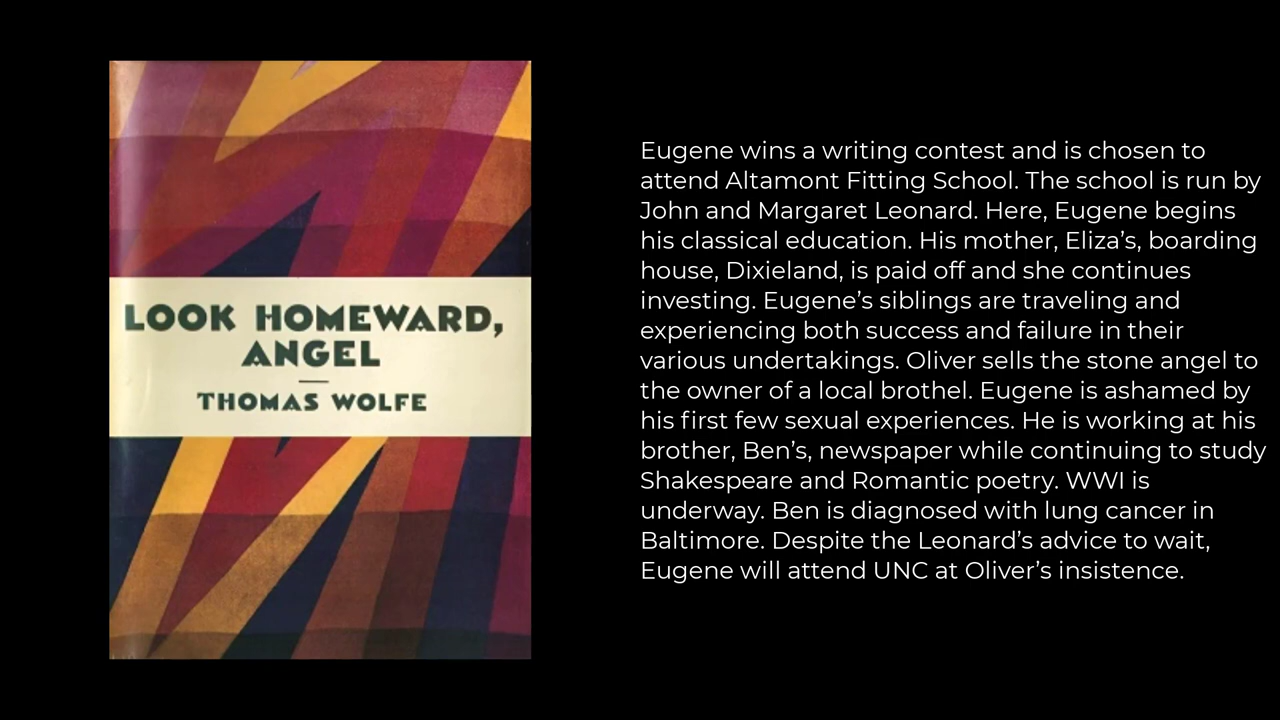 LOOK HOMEWARD,
ANGEL
THOMAS WOLFE
Eugene wins a writing contest and is chosen to
attend Altamont Fitting School. The school is run by
John and Margaret Leonard. Here, Eugene begins
his classical education. His mother, Eliza’s, boarding
house, Dixieland, is paid off and she continues
investing. Eugene’s siblings are traveling and
experiencing both success and failure in their
various undertakings. Oliver sells the stone angel to
the owner of a local brothel. Eugene is ashamed by
his first few sexual experiences. He is working at his
brother, Ben’s, newspaper while continuing to study
Shakespeare and Romantic poetry. WWI is
underway. Ben is diagnosed with lung cancer in
Baltimore. Despite the Leonard’s advice to wait,
Eugene will attend UNC at Oliver’s insistence.